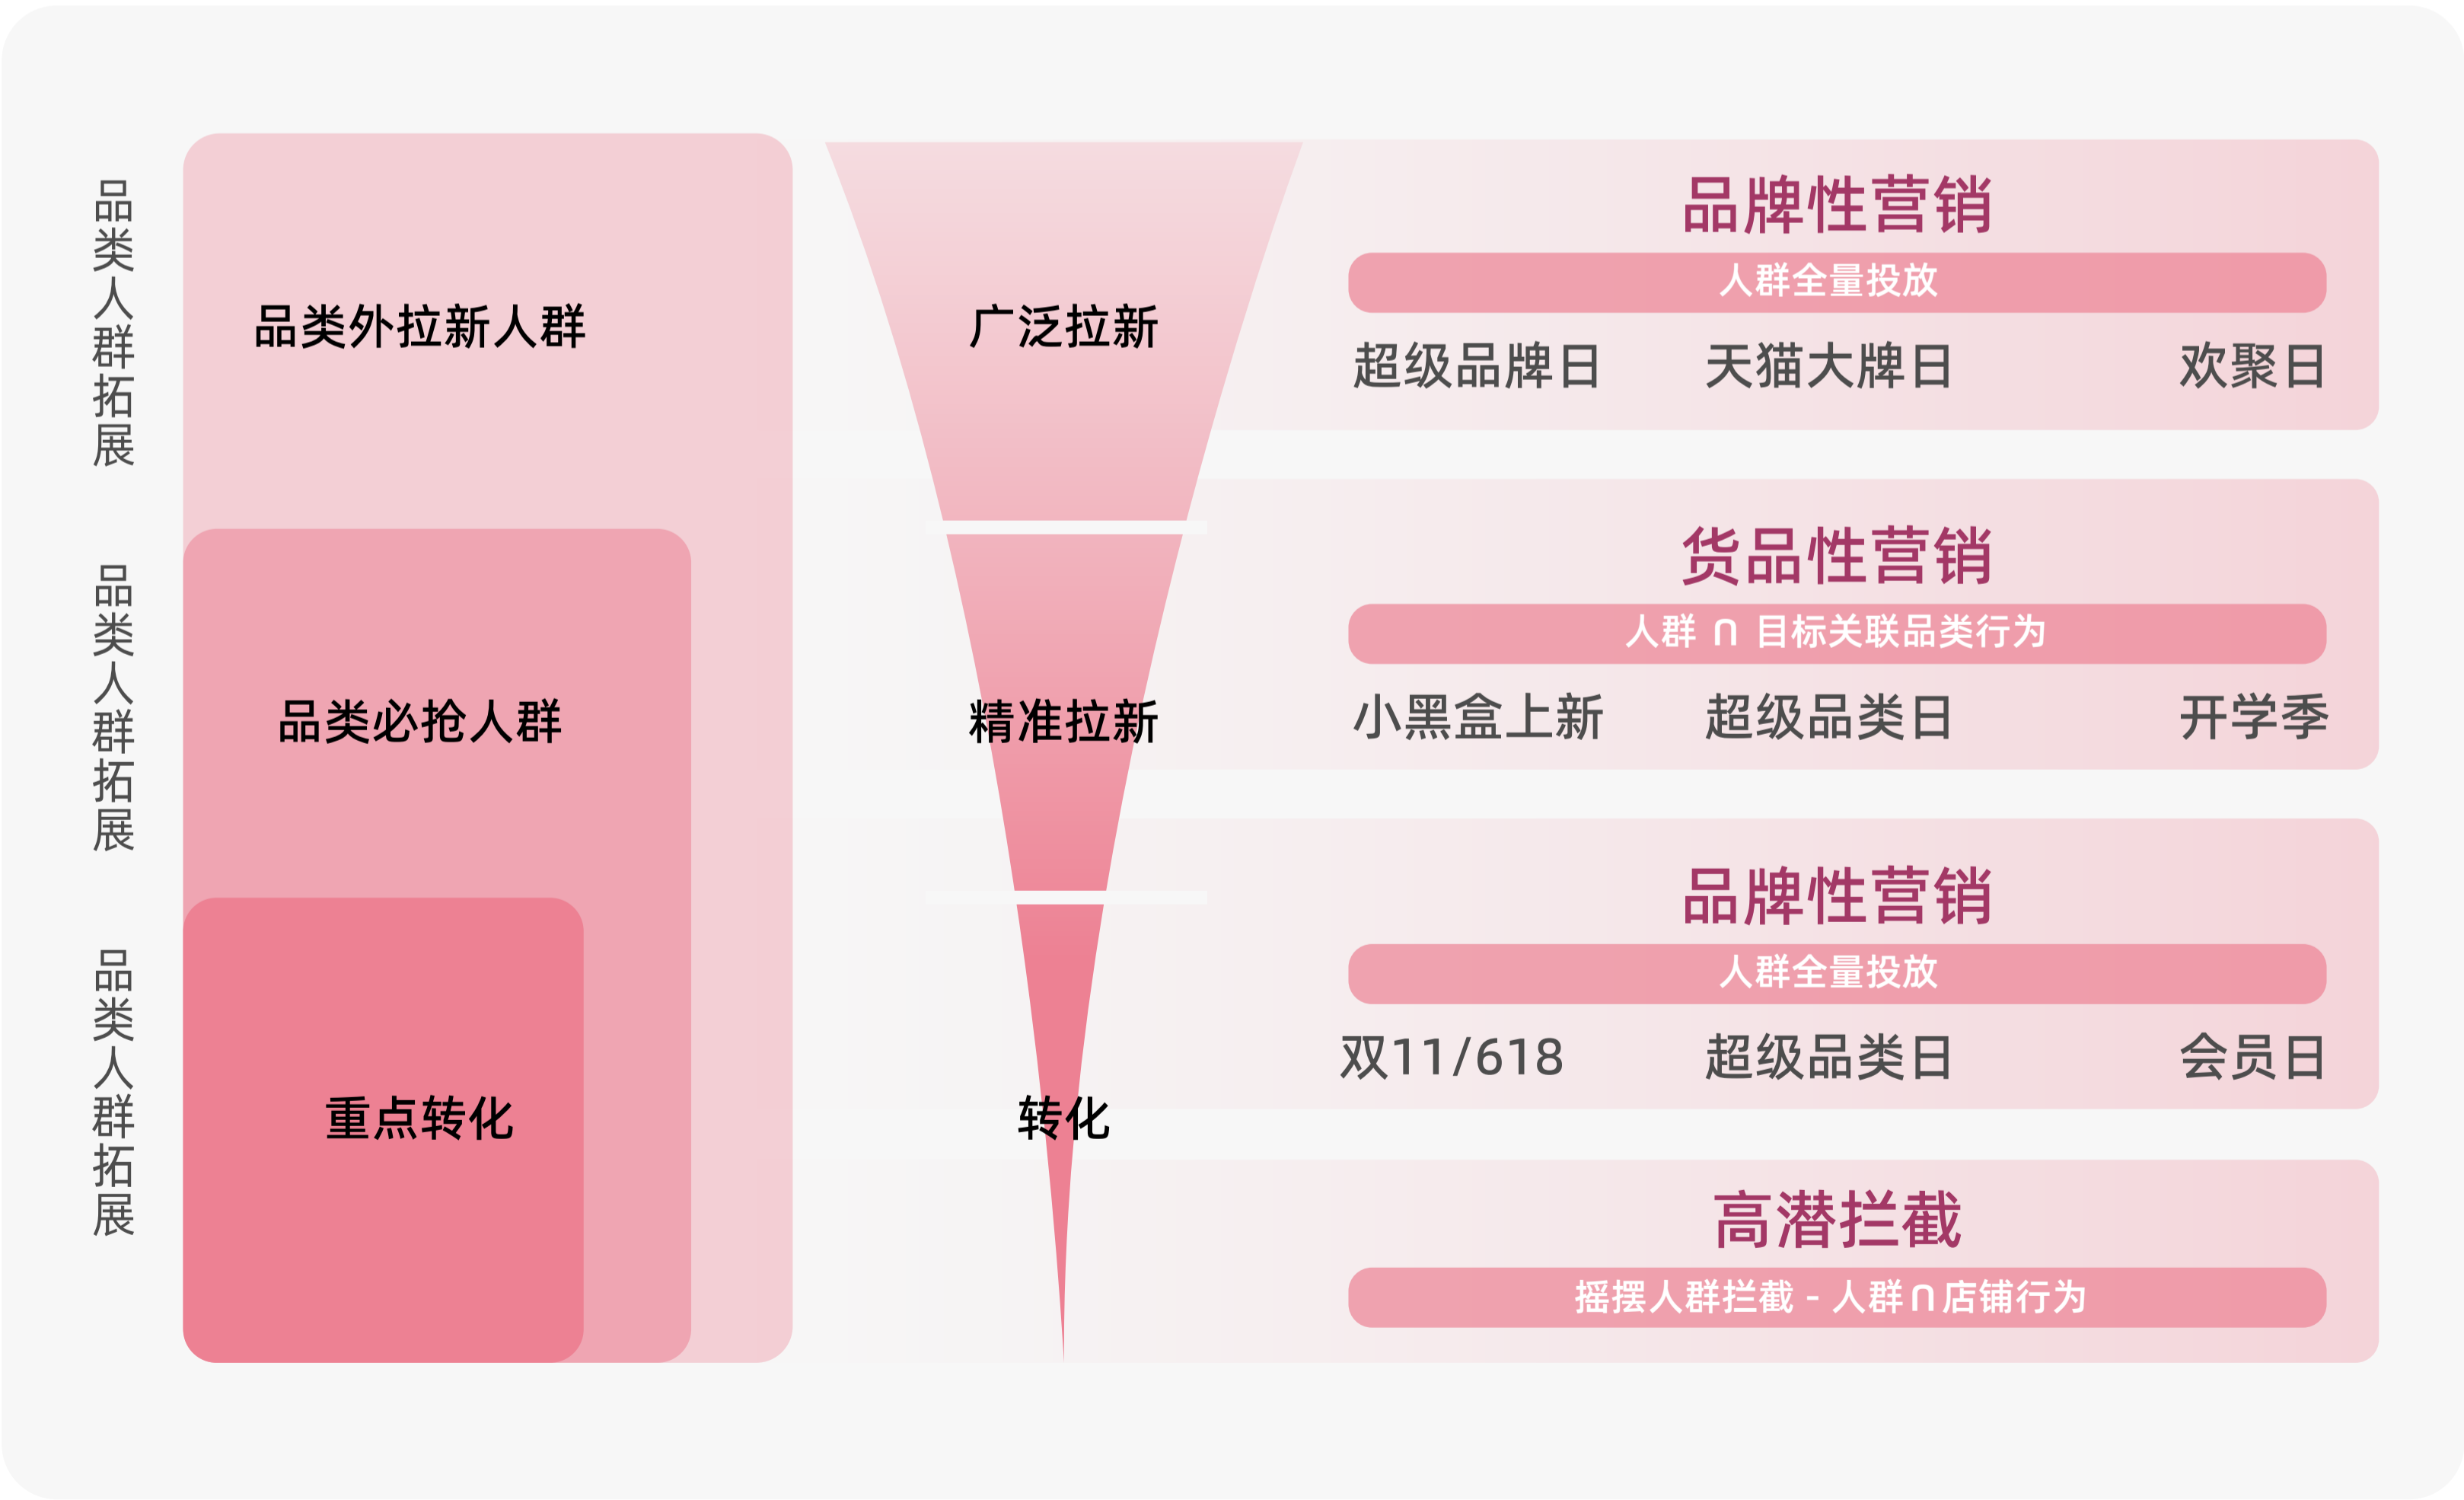 品类人群拓展
品类外拉新人群
广泛拉新
品牌性营销
人群全量投放
超级品牌日
天猫大牌日
欢聚日
品类人群拓展
品类必抢人群
精准拉新
货品性营销
人群 ∩ 目标关联品类行为
小黑盒上新
超级品类日
开学季
品类人群拓展
重点转化
转化
品牌性营销
人群全量投放
双11/618
超级品类日
会员日
高潜拦截
摇摆人群拦截 - 人群∩店铺行为